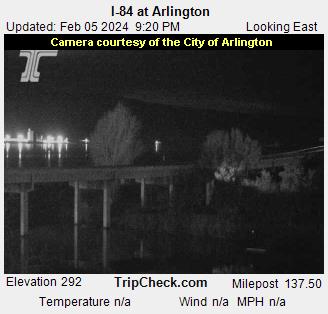 I-84 at Arlington
Updated: Feb 05 2024 9:20 PM Looking East
Camera courtesy of the City of Arlington
Elevation 292 TripCheck.com Milepost 137.50
Temperature n/a Wind n/a MPH n/a